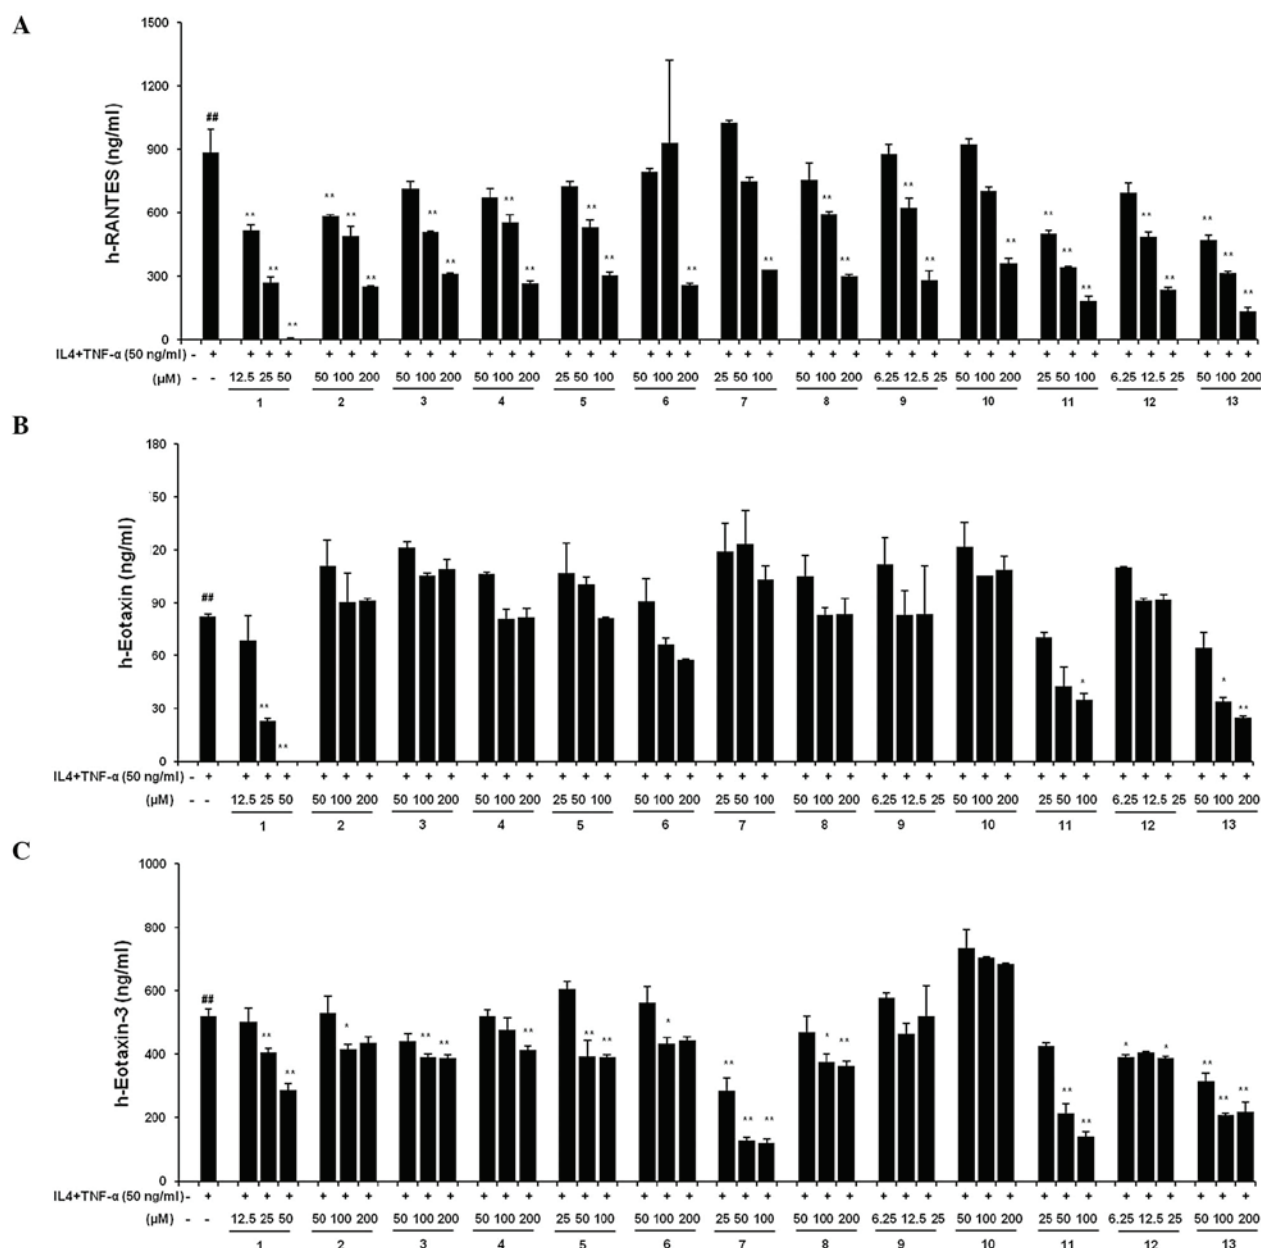 A
h-RANTES (ng/ml)
1500
1200
900
600
300
0
##
** ** **
** ** **
** **
** **
** **
**
**
** **
** **
**
** ** **
** **
** ** **
IL4+TNF-α (50 ng/ml) - + + + + + + + + + + + + + + + + + + + + + + + + + + + + + + + + + + + + + + + +
(μM) - - 12.5 25 50 50 100 200 50 100 200 50 100 200 25 50 100 50 100 200 25 50 100 50 100 200 6.25 12.5 25 50 100 200 25 50 100 6.25 12.5 25 50 100 200
1 2 3 4 5 6 7 8 9 10 11 12 13
B
h-Eotaxin (ng/ml)
180
50
20
90
60
30
0
##
** **
*
* **
IL4+TNF-α (50 ng/ml) - + + + + + + + + + + + + + + + + + + + + + + + + + + + + + + + + + + + + + + + +
(μM) - - 12.5 25 50 50 100 200 50 100 200 50 100 200 25 50 100 50 100 200 25 50 100 50 100 200 6.25 12.5 25 50 100 200 25 50 100 6.25 12.5 25 50 100 200
1 2 3 4 5 6 7 8 9 10 11 12 13
C
h-Eotaxin-3 (ng/ml)
1000
800
600
400
200
0
##
** **
*
** **
**
** **
*
** ** **
* **
** **
* *
** ** **
IL4+TNF-α (50 ng/ml) - + + + + + + + + + + + + + + + + + + + + + + + + + + + + + + + + + + + + + + + +
(μM) - - 12.5 25 50 50 100 200 50 100 200 50 100 200 25 50 100 50 100 200 25 50 100 50 100 200 6.25 12.5 25 50 100 200 25 50 100 6.25 12.5 25 50 100 200
1 2 3 4 5 6 7 8 9 10 11 12 13